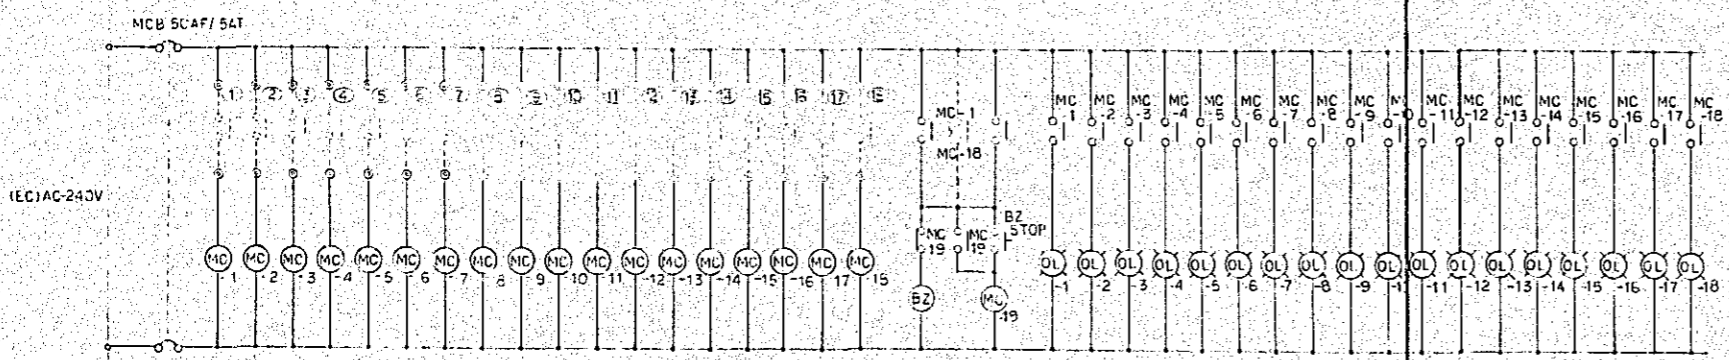 MCB 50AF/ 5AT
1 2 3 4 5 6 7 8 9 10 11 12 13 14 15 16 17 18
MC-1
MC-18
MC -1 MC -2 MC -3 MC -4 MC -5 MC -6 MC -7 MC -8 MC -9 MC -11 MC -12 MC -13 MC -14 MC -15 MC -16 MC -17 MC -18
(EC)AC-240V
BZ STOP
MC 19 MC 19
MC -1 MC -2 MC -3 MC -4 MC -5 MC -6 MC -7 MC 8 MC -9 MC -10 MC -11 MC -12 MC -13 MC -14 MC -15 MC -16 MC 17 MC
OL -1 OL -2 OL -3 OL -4 OL -5 OL -6 OL -7 OL -8 OL -9 OL OL -11 OL -12 OL -13 OL -14 OL -15 OL -16 OL -17 OL -18
BZ MC -19